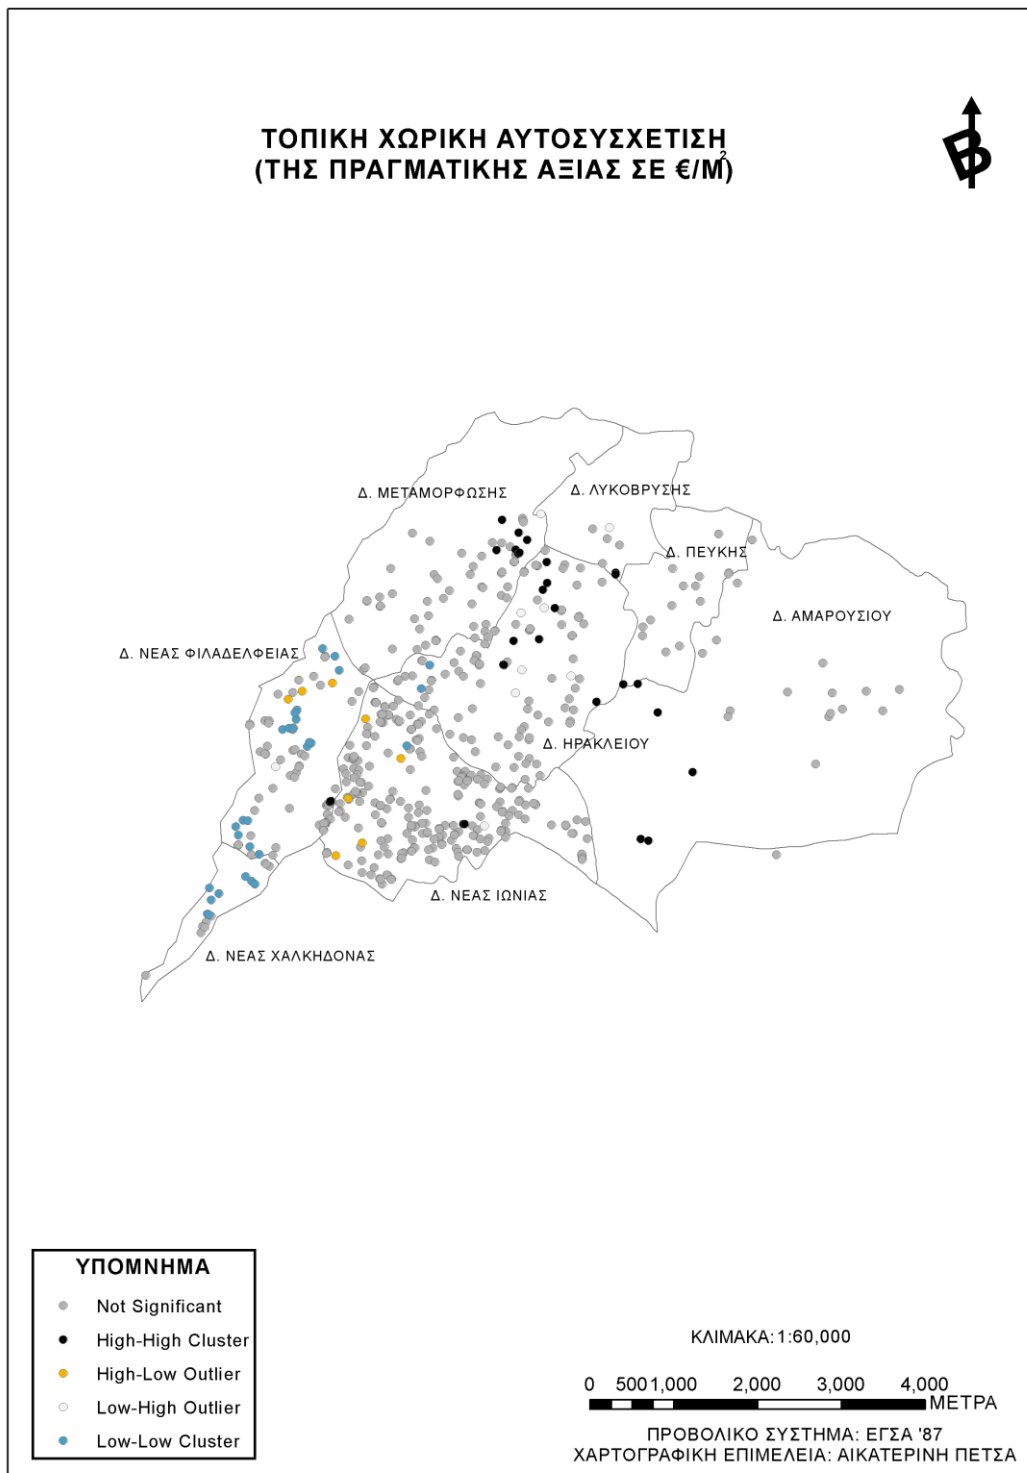 ΤΟΠΙΚΗ ΧΩΡΙΚΗ ΑΥΤΟΣΥΣΧΕΤΙΣΗ
(ΤΗΣ ΠΡΑΓΜΑΤΙΚΗΣ ΑΞΙΑΣ ΣΕ €/Μ²)
Β
Δ. ΜΕΤΑΜΟΡΦΩΣΗΣ
Δ. ΛΥΚΟΒΡΥΣΗΣ
Δ. ΠΕΥΚΗΣ
Δ. ΑΜΑΡΟΥΣΙΟΥ
Δ. ΝΕΑΣ ΦΙΛΑΔΕΛΦΕΙΑΣ
Δ. ΗΡΑΚΛΕΙΟΥ
Δ. ΝΕΑΣ ΙΩΝΙΑΣ
Δ. ΝΕΑΣ ΧΑΛΚΗΔΟΝΑΣ
ΥΠΟΜΝΗΜΑ
Not Significant
High-High Cluster
High-Low Outlier
Low-High Outlier
Low-Low Cluster
ΚΛΙΜΑΚΑ: 1:60,000
0 500 1,000 2,000 3,000 4,000
ΜΕΤΡΑ
ΠΡΟΒΟΛΙΚΟ ΣΥΣΤΗΜΑ: ΕΓΣΑ '87
ΧΑΡΤΟΓΡΑΦΙΚΗ ΕΠΙΜΕΛΕΙΑ: ΑΙΚΑΤΕΡΙΝΗ ΠΕΤΣΑ